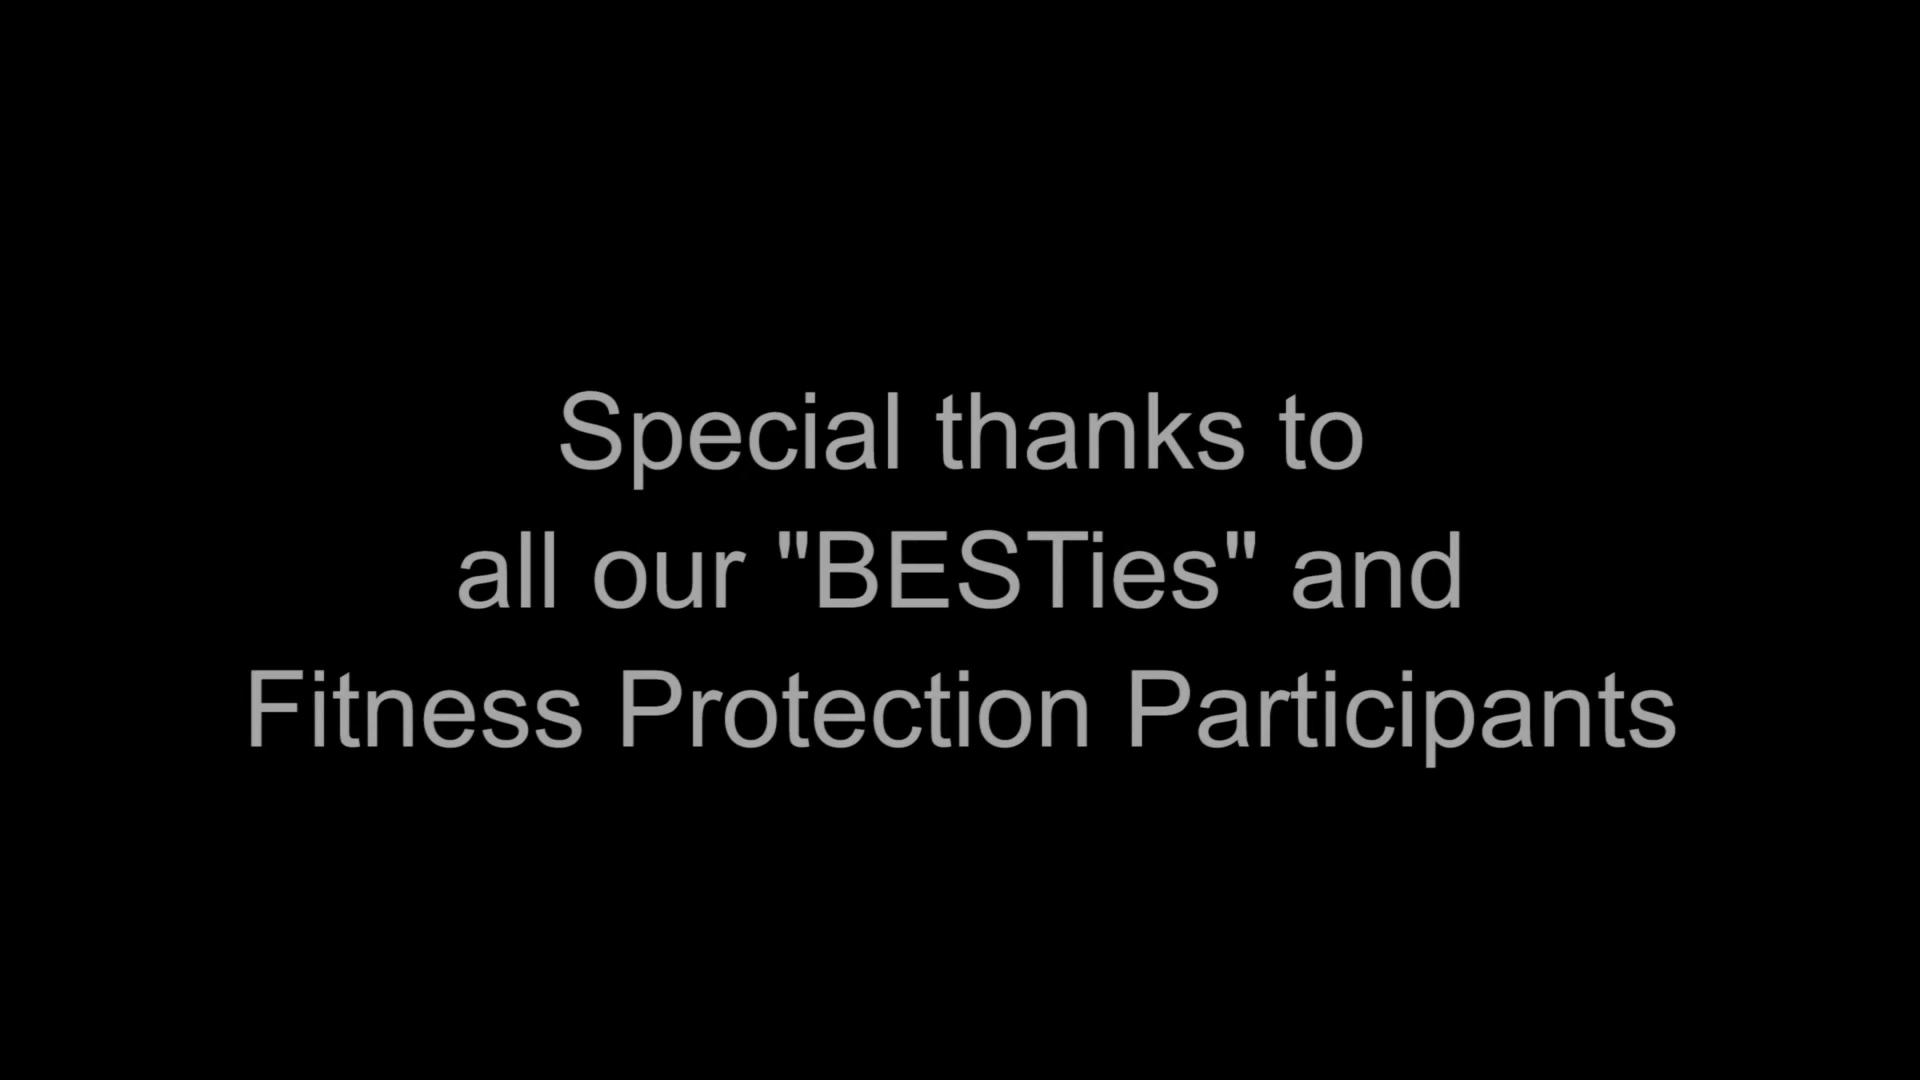 Special thanks to
all our "BESTies" and
Fitness Protection Participants